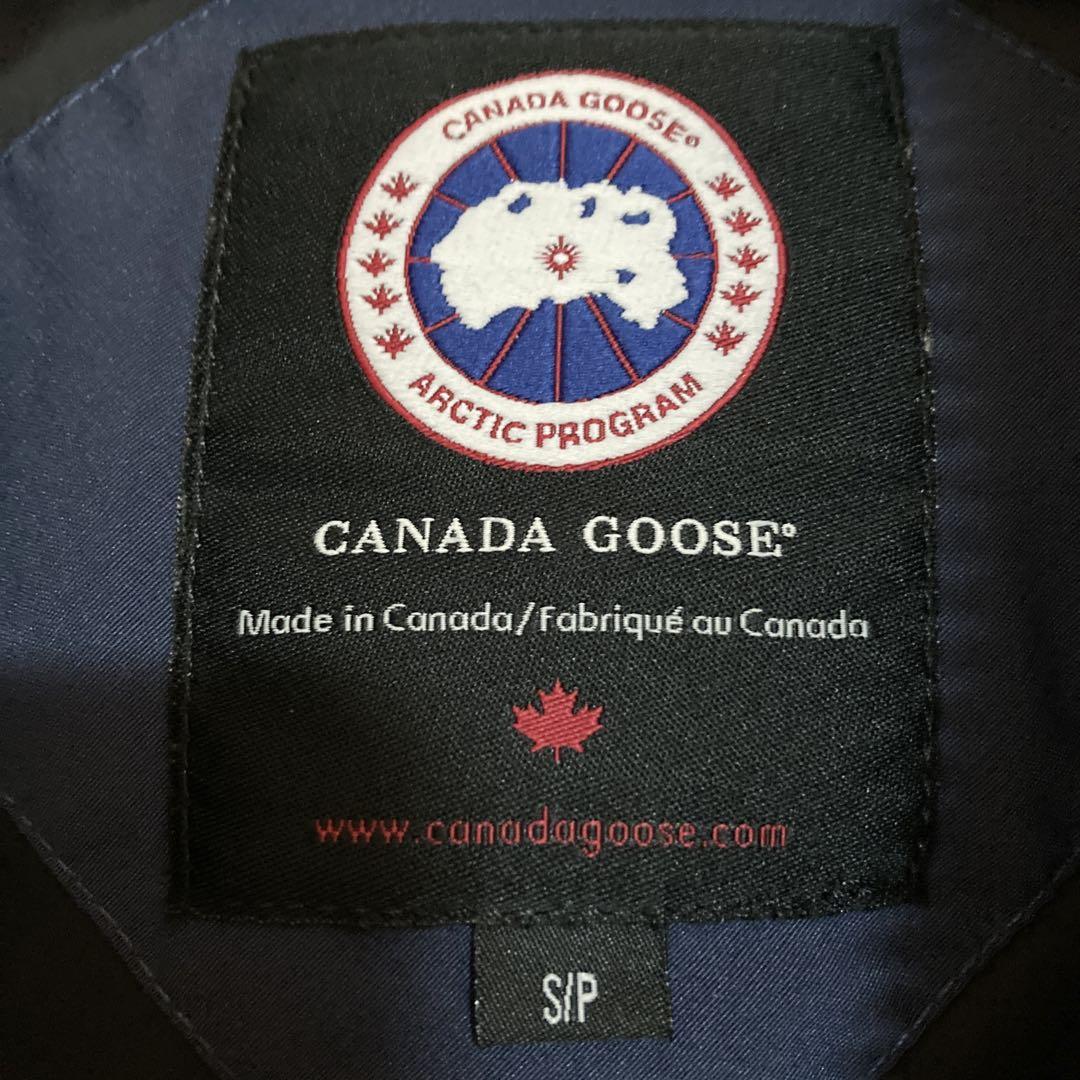 CANADA GOOSE®
ARCTIC PROGRAM
CANADA GOOSE®
Made in Canada/Fabriqué au Canada
www.canadagoose.com
S/P